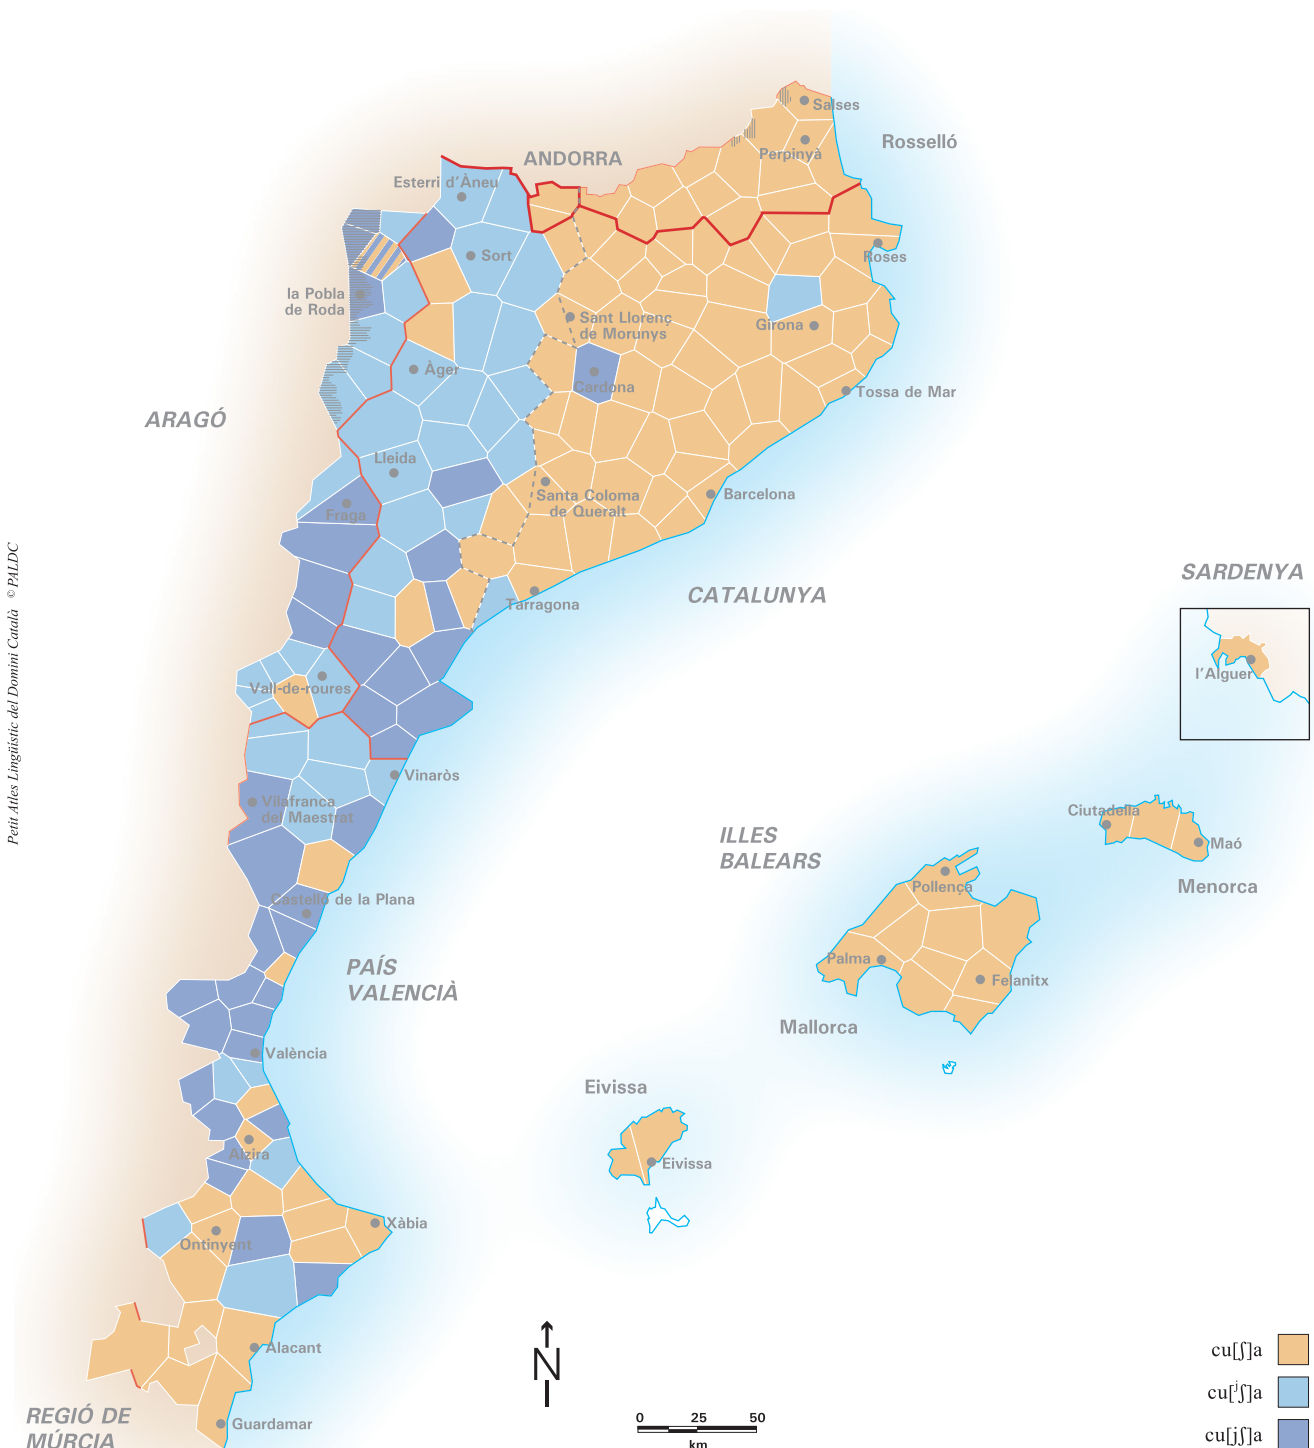 Salses
Rosselló
Perpinyà
ANDORRA
Esterri d'Àneu
Sort
Roses
la Pobla
de Roda
Sant Llorenç
de Morunys
Girona
Àger
Cardona
Tossa de Mar
ARAGÓ
Lleida
Santa Coloma
de Queralt
Barcelona
Fraga
Petit Atles Lingüístic del Domini Català © PALDC
SARDENYA
CATALUNYA
Tarragona
l'Alguer
Vall-de-roures
Vinaròs
Vilafranca
del Maestrat
Ciutadella
ILLES
BALEARS
Maó
Menorca
Pollença
Castelló de la Plana
Palma
PAÍS
VALENCIÀ
Felanitx
Mallorca
València
Eivissa
Alzira
Eivissa
Xàbia
Ontinyent
Alacant
cu[ʃ]a
N
cu[ʲʃ]a
REGIÓ DE
MÚRCIA
Guardamar
0 25 50
km
cu[jʃ]a